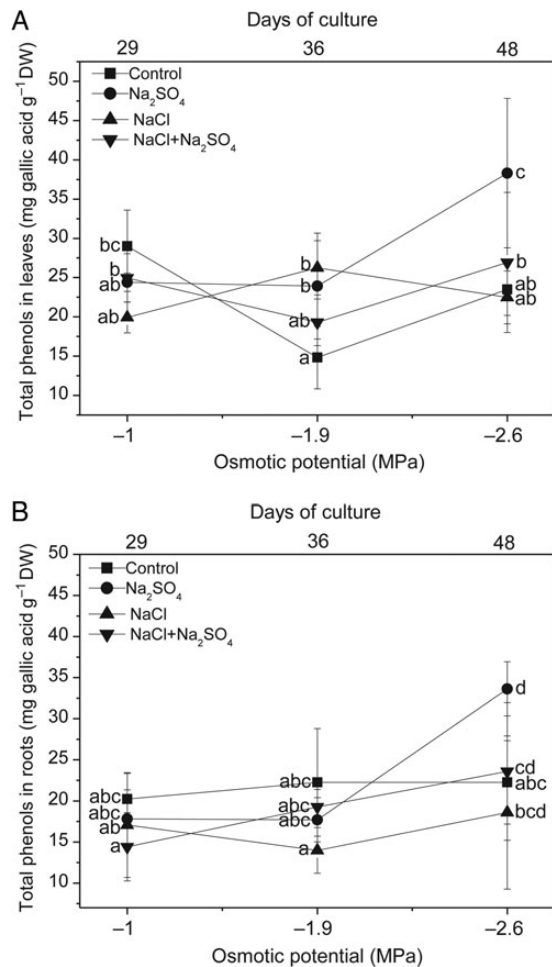 A
Days of culture
29 36 48
Control
Na₂SO₄
NaCl
NaCl+Na₂SO₄
Total phenols in leaves (mg gallic acid g⁻¹ DW)
50
45
40
35
30
25
20
15
10
bc
b
ab
ab
b
b
ab
a
c
b
ab
ab
–1 –1.9 –2.6
Osmotic potential (MPa)
B
Days of culture
29 36 48
Control
Na₂SO₄
NaCl
NaCl+Na₂SO₄
Total phenols in roots (mg gallic acid g⁻¹ DW)
50
45
40
35
30
25
20
15
10
abc
abc
ab
a
abc
abc
abc
a
d
cd
abc
bcd
–1 –1.9 –2.6
Osmotic potential (MPa)